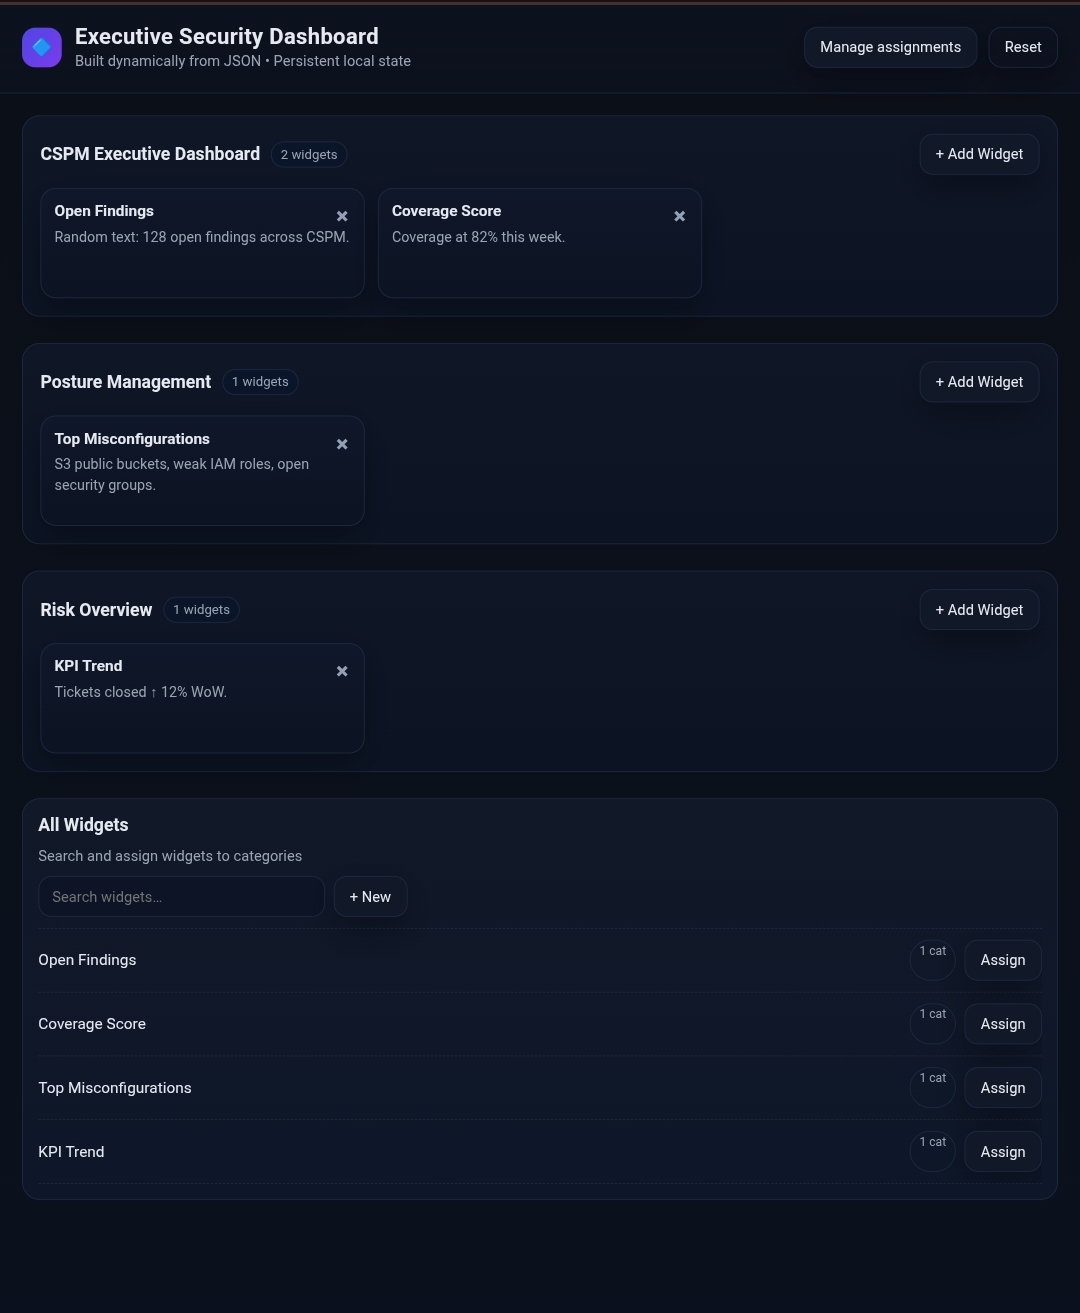 Executive Security Dashboard
Built dynamically from JSON • Persistent local state
Manage assignments
Reset
CSPM Executive Dashboard
2 widgets
+ Add Widget
Open Findings
Random text: 128 open findings across CSPM.
Coverage Score
Coverage at 82% this week.
Posture Management
1 widgets
+ Add Widget
Top Misconfigurations
S3 public buckets, weak IAM roles, open
security groups.
Risk Overview
1 widgets
+ Add Widget
KPI Trend
Tickets closed ↑ 12% WoW.
All Widgets
Search and assign widgets to categories
Search widgets…
+ New
Open Findings
1 cat
Assign
Coverage Score
1 cat
Assign
Top Misconfigurations
1 cat
Assign
KPI Trend
1 cat
Assign